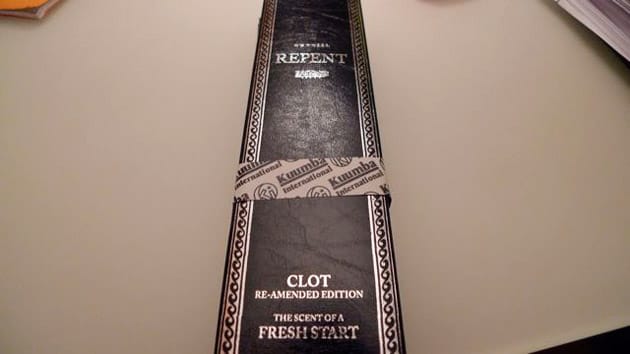 REPENT
Kuumba
International
Kuumba
International
CLOT
RE-AMENDED EDITION
THE SCENT OF A
FRESH START